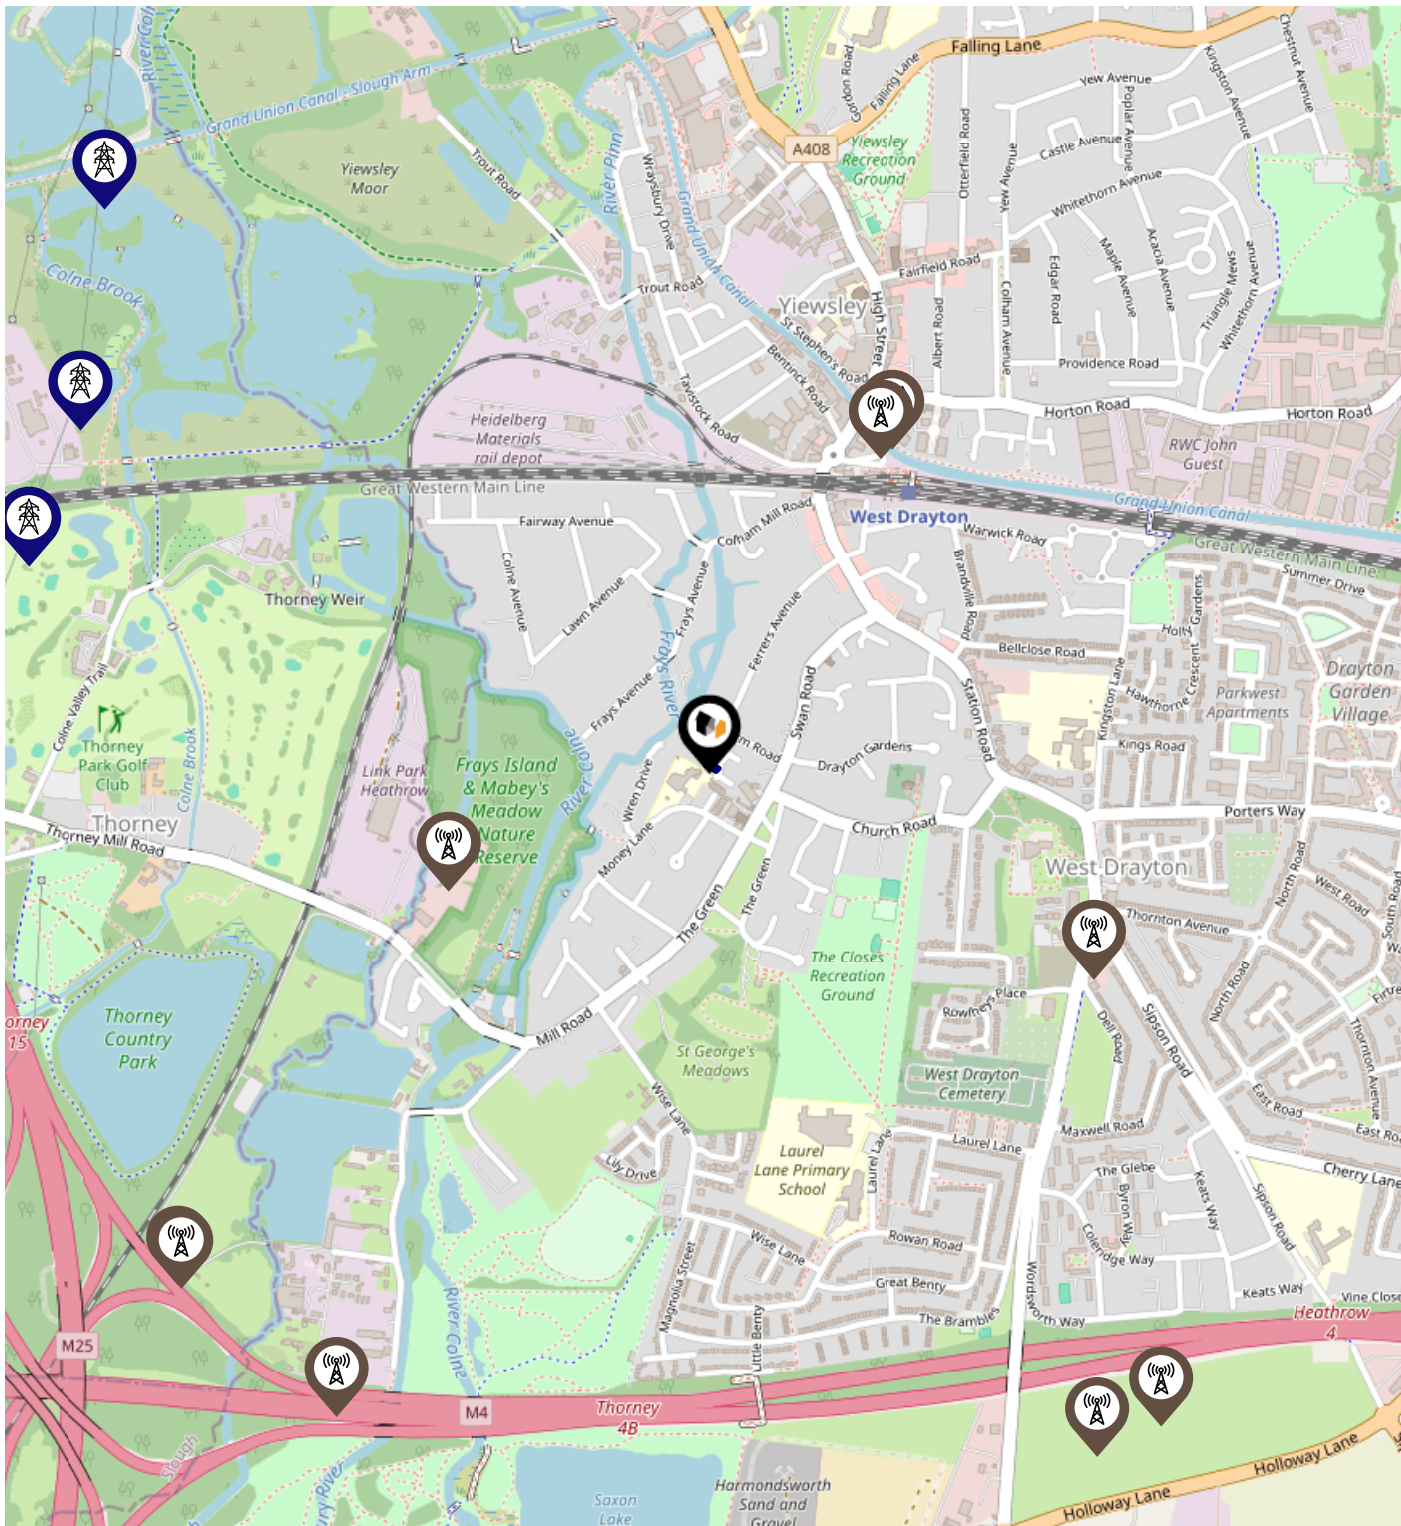 River Coln
Falling Lane
Gordon Road
Falling Lane
Chestnut Avenue
Kingston Avenue
Yew Avenue
Poplar Avenue
Grand Union Canal - Slough Arm
A408
Yiewsley
Recreation
Ground
Otterfield Road
Castle Avenue
Yew Avenue
Whitethorn Avenue
Yiewsley
Moor
Trout Road
River Pinn
Wraysbury Drive
Grand Union Canal
Acacia Avenue
Maple Avenue
Edgar Road
Triangle Mews
Whitethorn Avenue
Fairfield Road
Colne Brook
Trout Road
Yiewsley
High Street
Albert Road
Colham Avenue
St Stephen's Road
Bentinck Road
Providence Road
Tavistock Road
Horton Road
Horton Road
Heidelberg
Materials
rail depot
RWC John
Guest
Great Western Main Line
Grand Union Canal
West Drayton
Colham Mill Road
Fairway Avenue
Warwick Road
Great Western Main Line
Colne Avenue
Lawn Avenue
Frays Avenue
Brandville Road
Summer Drive
Thorney Weir
Ferrers Avenue
Holly
Gardens
Crescent
Bellclose Road
Frays River
Swan Road
Station Road
Kingston Lane
Hawthorne
Parkwest
Apartments
Drayton
Garden
Village
Colne Valley Trail
Frays Avenue
Thorney
Park Golf
Club
Colne Brook
Link Park
Heathrow
Frays Island
& Mabey's
Meadow
Nature
Reserve
River Colne
Wren Drive
m Road
Drayton Gardens
Kings Road
Thorney
Thorney Mill Road
Money Lane
Church Road
Porters Way
West Drayton
The Green
The Green
North Road
West Road
South Road
Thornton Avenue
The Closes
Recreation
Ground
North Road
Rowtheys Place
Dell Road
Sipson Road
Thornton Avenue
orney
15
Thorney
Country
Park
Mill Road
St George's
Meadows
West Drayton
Cemetery
Wise Lane
East Road
East Ro
Maxwell Road
Laurel Lane
Laurel Lane
Laurel
Lane Primary
School
Lily Drive
The Glebe
Cherry Lane
Keats Way
Byron Way
Sipson Road
Coleridge Way
Wise Lane
Rowan Road
Magnolia Street
Great Benty
Wordsworth Way
Keats Way
Vine Close
River Colne
The Brambles
Little Benty
Heathrow
4
M25
M4
Thorney
4B
Slough
Holloway Lane
Holloway Lane
Harmondsworth
Sand and
Gravel
Saxon
Lake
ury River